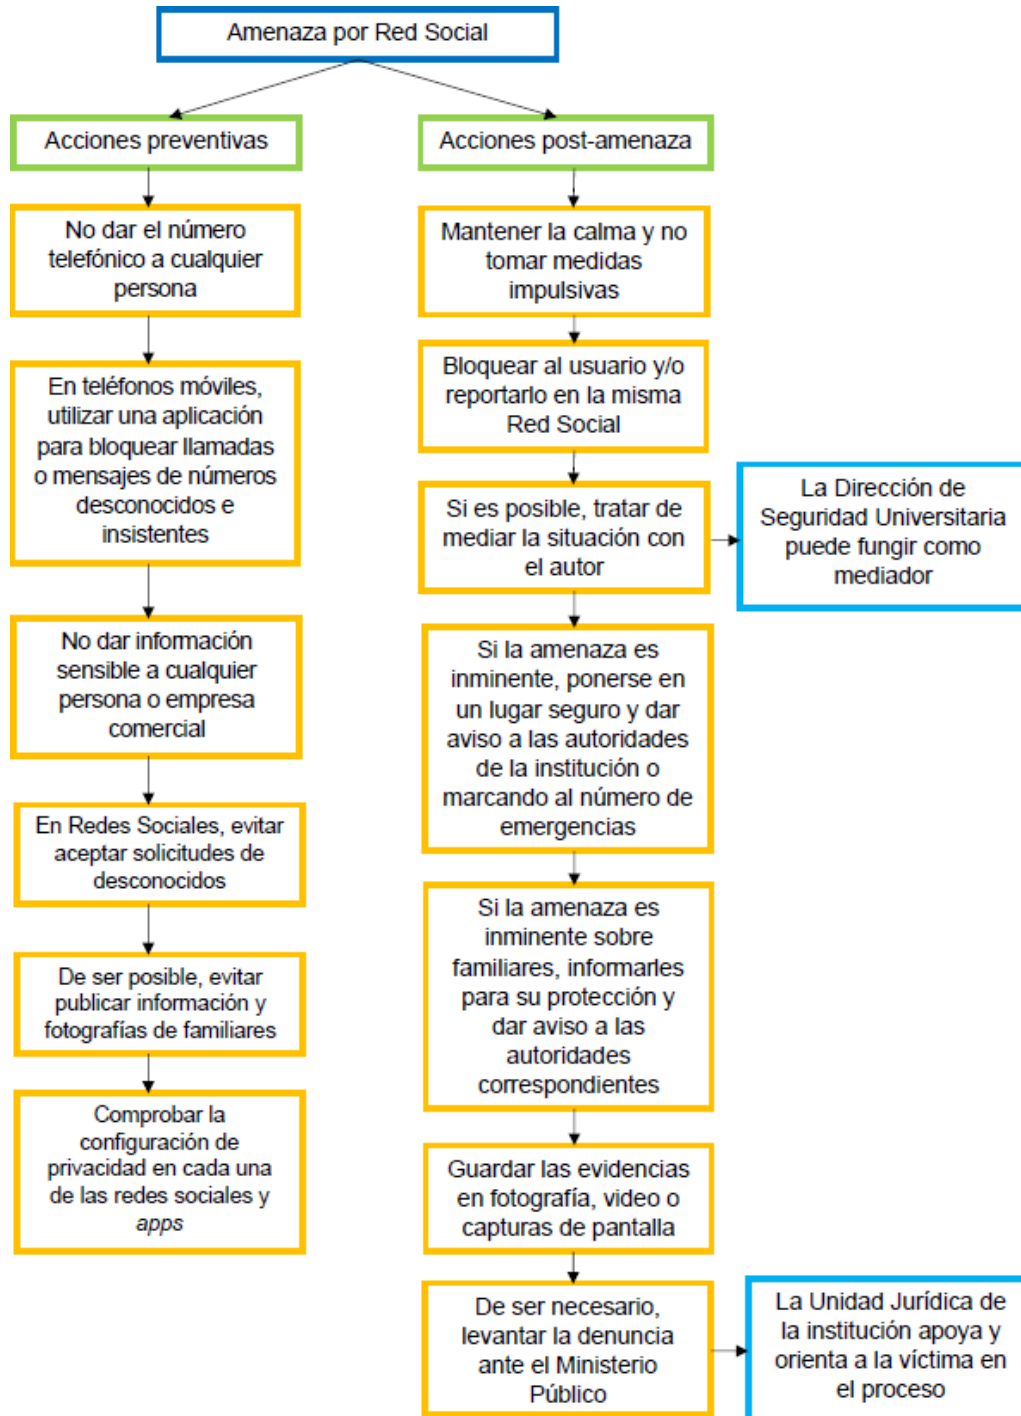 Amenaza por Red Social
Acciones preventivas
No dar el número
telefónico a cualquier
persona
En teléfonos móviles,
utilizar una aplicación
para bloquear llamadas
o mensajes de números
desconocidos e
insistentes
No dar información
sensible a cualquier
persona o empresa
comercial
En Redes Sociales, evitar
aceptar solicitudes de
desconocidos
De ser posible, evitar
publicar información y
fotografías de familiares
Comprobar la
configuración de
privacidad en cada una
de las redes sociales y
apps
Acciones post-amenaza
Mantener la calma y no
tomar medidas
impulsivas
Bloquear al usuario y/o
reportarlo en la misma
Red Social
Si es posible, tratar de
mediar la situación con
el autor
La Dirección de
Seguridad Universitaria
puede fungir como
mediador
Si la amenaza es
inminente, ponerse en
un lugar seguro y dar
aviso a las autoridades
de la institución o
marcando al número de
emergencias
Si la amenaza es
inminente sobre
familiares, informarles
para su protección y
dar aviso a las
autoridades
correspondientes
Guardar las evidencias
en fotografía, video o
capturas de pantalla
De ser necesario,
levantar la denuncia
ante el Ministerio
Público
La Unidad Jurídica de
la institución apoya y
orienta a la víctima en
el proceso